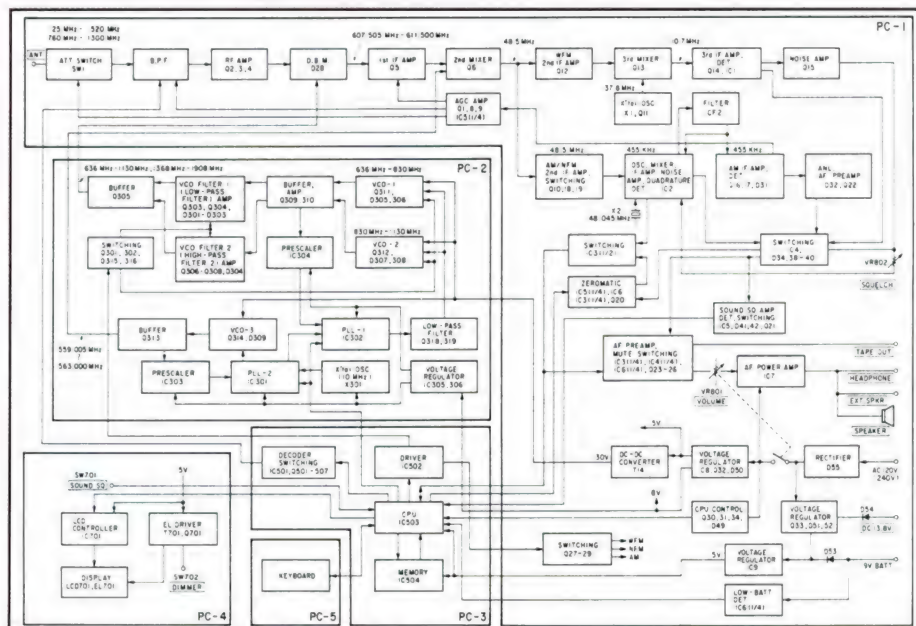 PC-1
25 MHz - 520 MHz
760 MHz - 1300 MHz
ANT
ATT SWITCH
SW1
B.P.F
RF AMP
Q2,3,4
D.B.M
D28
607.505 MHz - 611.500 MHz
1st IF AMP
Q5
2nd MIXER
Q6
48.5 MHz
WFM
2nd IF AMP
Q12
3rd MIXER
Q13
10.7 MHz
3rd IF AMP,
DET
Q14, IC1
NOISE AMP
Q15
AGC AMP
Q1,8,9
IC5(1/4)
37.8 MHz
X'tal-OSC
X1, Q11
FILTER
CF2
48.5 MHz
AM/NFM
2nd IF AMP,
SWITCHING
Q10,18,19
455 KHz
OSC, MIXER,
IF AMP, NOISE
AMP, QUADRATURE
DET IC2
455 KHz
AM IF AMP,
DET
Q16,17,D31
ANL,
AF PREAMP
D32,Q22
X2
48.045 MHz
SWITCHING
IC3(1/2)
SWITCHING
IC4,
D34,38-40
VR802
SQUELCH
ZEROMATIC
IC5(1/4),IC6
IC3(1/4),Q20
SOUND SQ AMP
DET, SWITCHING
IC5,D41,42,Q21
AF PREAMP,
MUTE SWITCHING
IC3(1/4),IC4(1/4),
IC6(1/4),Q23-26
VR801
VOLUME
AF POWER AMP
IC7
TAPE OUT
HEADPHONE
EXT.SPKR
SPEAKER
PC-2
636 MHz - 1130 MHz, 1368 MHz - 1908 MHz
BUFFER
Q305
VCO FILTER 1
(LOW-PASS
FILTER) AMP
Q303, Q304,
D301-D303
BUFFER,
AMP
Q309,310
636 MHz - 830 MHz
VCO-1
Q311,
D305,306
830 MHz - 1130 MHz
VCO-2
Q312,
D307,308
SWITCHING
Q301, 302,
Q315, 316
VCO FILTER 2
(HIGH-PASS
FILTER 2) AMP
Q306-Q308,D304
PRESCALER
IC304
BUFFER
Q313
VCO-3
Q314,D309
PLL-1
IC302
LOW-PASS
FILTER
Q318,319
559.005 MHz
563.000 MHz
PRESCALER
IC303
PLL-2
IC301
X'tal-OSC
(10 MHz)
X301
VOLTAGE
REGULATOR
IC305,306
DECODER
SWITCHING
IC501,Q501-507
DRIVER
IC502
30V
DC-DC
CONVERTER
T14
5V
VOLTAGE
REGULATOR
IC8,Q32,D50
RECTIFIER
D55
AC 120V
240V
8V
CPU CONTROL
Q30,31,34,
D49
VOLTAGE
REGULATOR
Q33,D51,52
D54
DC 13.8V
SW701
SOUND SQ
5V
LCD
CONTROLLER
IC701
EL DRIVER
T701,Q701
DISPLAY
LCD701,EL701
SW702
DIMMER
PC-4
KEYBOARD
PC-5
CPU
IC503
MEMORY
IC504
PC-3
SWITCHING
Q27-29
WFM
NFM
AM
5V
VOLTAGE
REGULATOR
IC9
D53
9V BATT
LOW-BATT
DET
IC6(1/4)